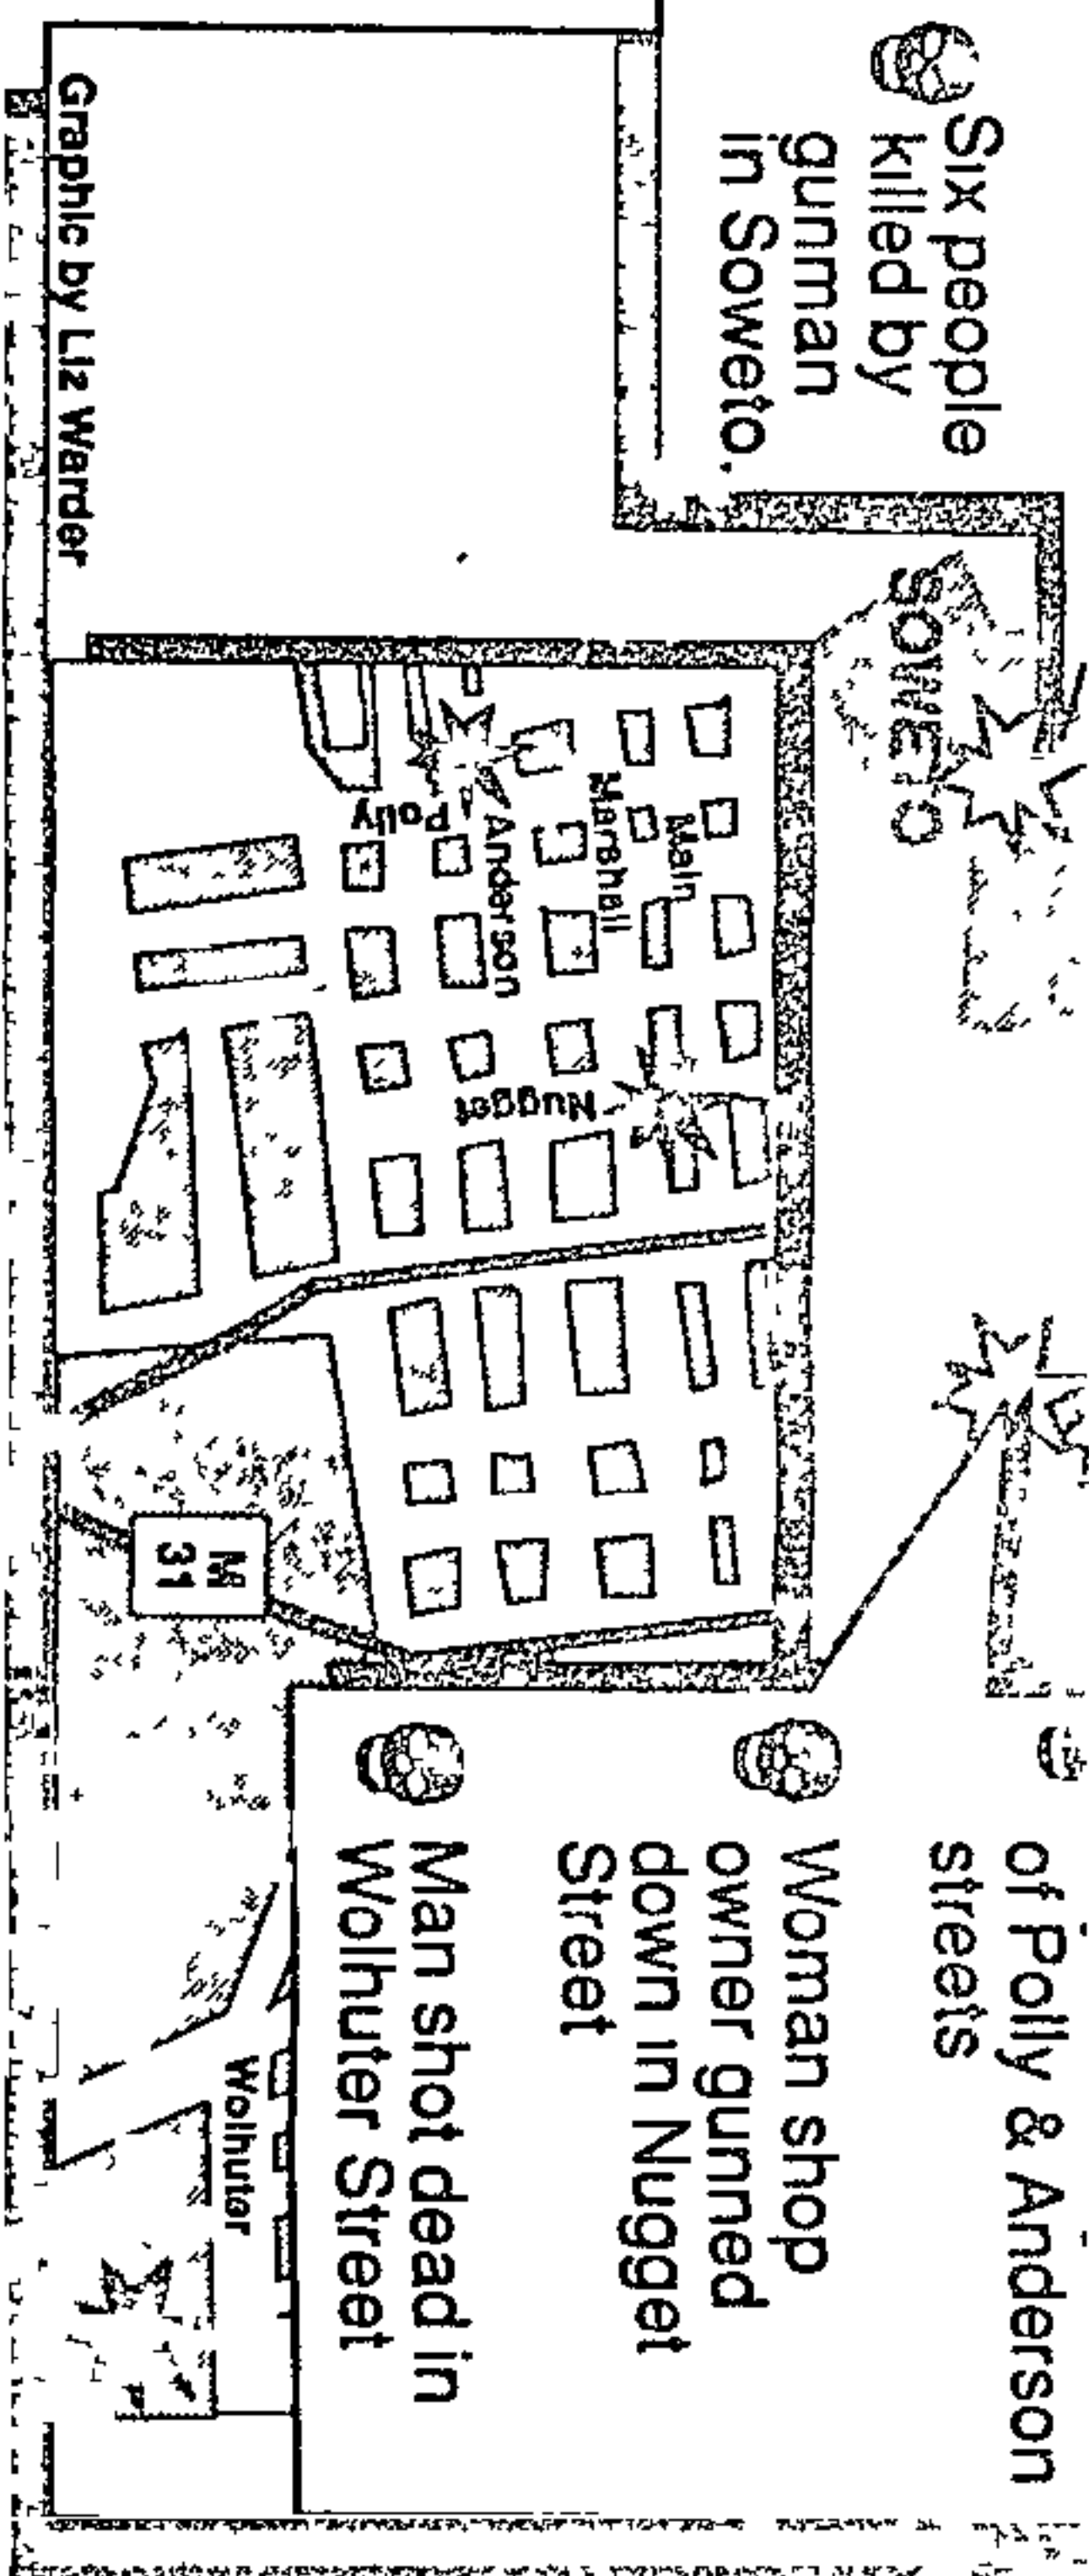 Six people
killed by
gunman
in Soweto.
SOWETO
of Polly & Anderson
streets
Woman shop
owner gunned
down in Nugget
Street
Man shot dead in
Wolhuter Street
Main
Marshall
Anderson
Polly
Nugget
M
31
Wolhuter
Graphic by Liz Warder